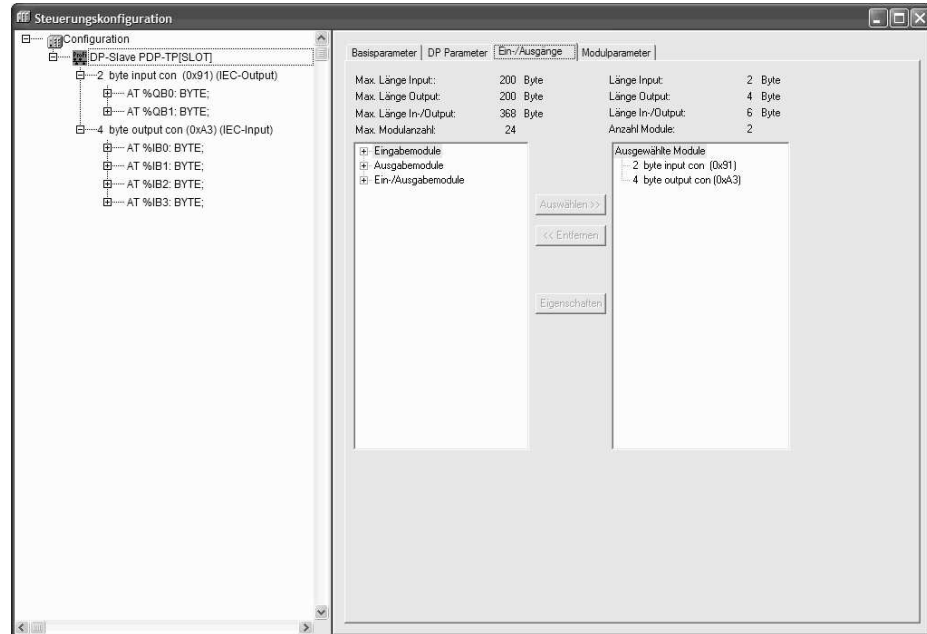 Steuerungskonfiguration
Configuration
DP-Slave PDP-TP[SLOT]
2 byte input con (0x91) (IEC-Output)
AT %QB0: BYTE;
AT %QB1: BYTE;
4 byte output con (0xA3) (IEC-Input)
AT %IB0: BYTE;
AT %IB1: BYTE;
AT %IB2: BYTE;
AT %IB3: BYTE;
Basisparameter DP Parameter Ein-/Ausgänge Modulparameter
Max. Länge Input:: 200 Byte
Max. Länge Output: 200 Byte
Max. Länge In-/Output: 368 Byte
Max. Modulanzahl: 24
Länge Input: 2 Byte
Länge Output: 4 Byte
Länge In-/Output: 6 Byte
Anzahl Module: 2
Eingabemodule
Ausgabemodule
Ein-/Ausgabemodule
Auswählen >>
<< Entfernen
Eigenschaften
Ausgewählte Module
2 byte input con (0x91)
4 byte output con (0xA3)